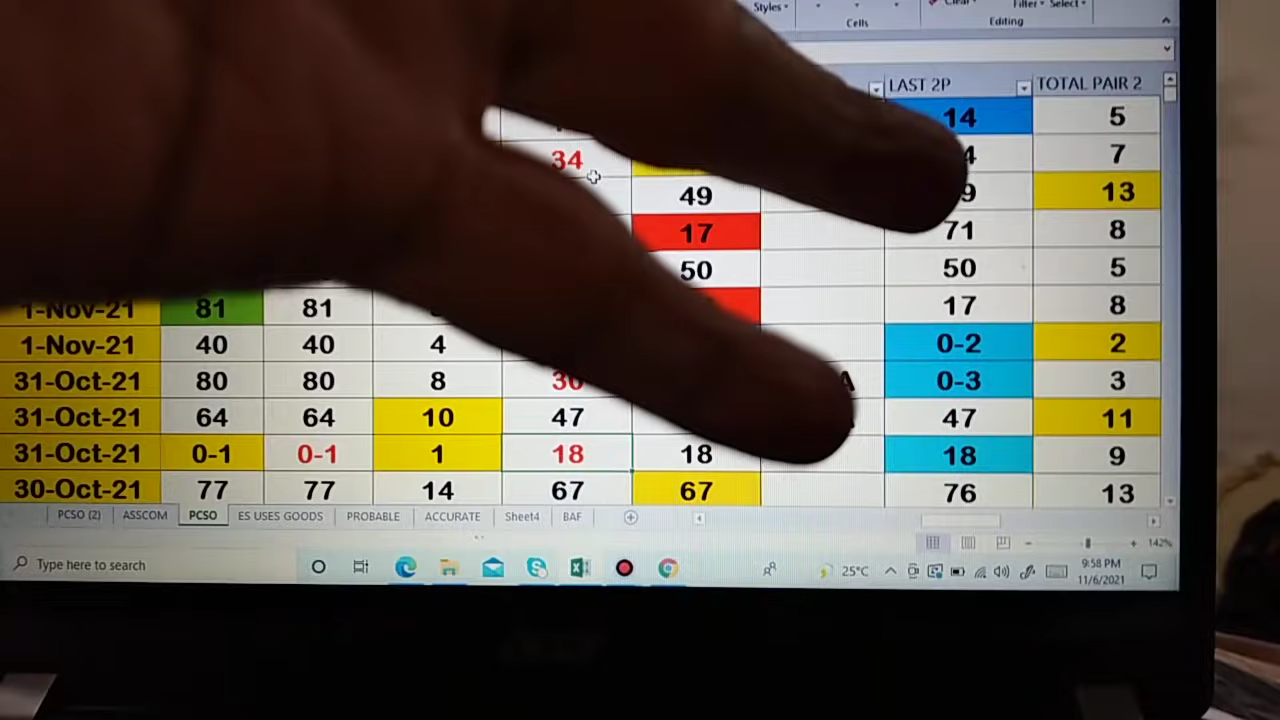 Styles Clear Filter Select
Cells Editing
LAST 2P TOTAL PAIR 2
14 5
34 7
49 13
17 71 8
50 50 5
1-Nov-21 81 81 17 8
1-Nov-21 40 40 4 0-2 2
31-Oct-21 80 80 8 30 A 0-3 3
31-Oct-21 64 64 10 47 47 11
31-Oct-21 0-1 0-1 1 18 18 18 9
30-Oct-21 77 77 14 67 67 76 13
PCSO (2) ASSCOM PCSO ES USES GOODS PROBABLE ACCURATE Sheet4 BAF
142%
Type here to search 25°C 9:58 PM
11/6/2021
acer